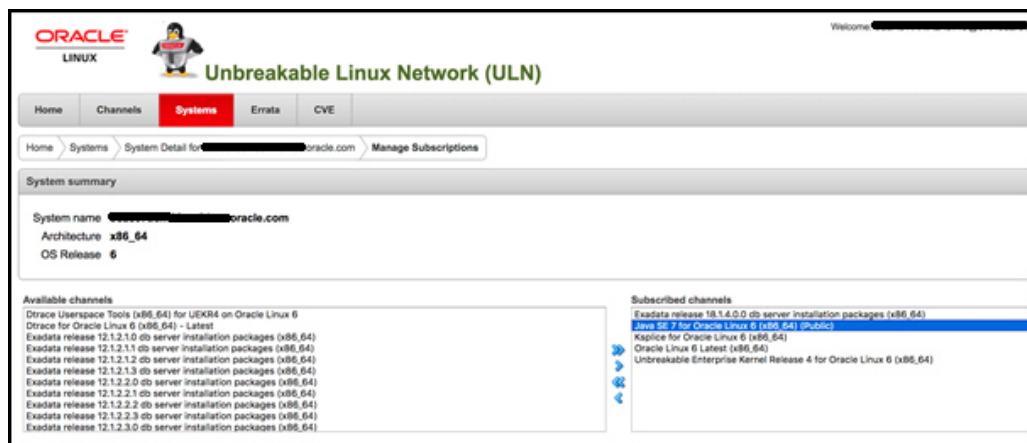 ORACLE
LINUX
Unbreakable Linux Network (ULN)
Welcome
Home Channels Systems Errata CVE
Home Systems System Detail for oracle.com Manage Subscriptions
System summary
System name oracle.com
Architecture x86_64
OS Release 6
Available channels
Dtrace Userspace Tools (x86_64) for UEKR4 on Oracle Linux 6
Dtrace for Oracle Linux 6 (x86_64) - Latest
Exadata release 12.1.2.1.0 db server installation packages (x86_64)
Exadata release 12.1.2.1.1 db server installation packages (x86_64)
Exadata release 12.1.2.1.2 db server installation packages (x86_64)
Exadata release 12.1.2.1.3 db server installation packages (x86_64)
Exadata release 12.1.2.2.0 db server installation packages (x86_64)
Exadata release 12.1.2.2.1 db server installation packages (x86_64)
Exadata release 12.1.2.2.2 db server installation packages (x86_64)
Exadata release 12.1.2.2.3 db server installation packages (x86_64)
Exadata release 12.1.2.3.0 db server installation packages (x86_64)
Subscribed channels
Exadata release 18.1.4.0.0 db server installation packages (x86_64)
Java SE 7 for Oracle Linux 6 (x86_64) (Public)
Ksplice for Oracle Linux 6 (x86_64)
Oracle Linux 6 Latest (x86_64)
Unbreakable Enterprise Kernel Release 4 for Oracle Linux 6 (x86_64)